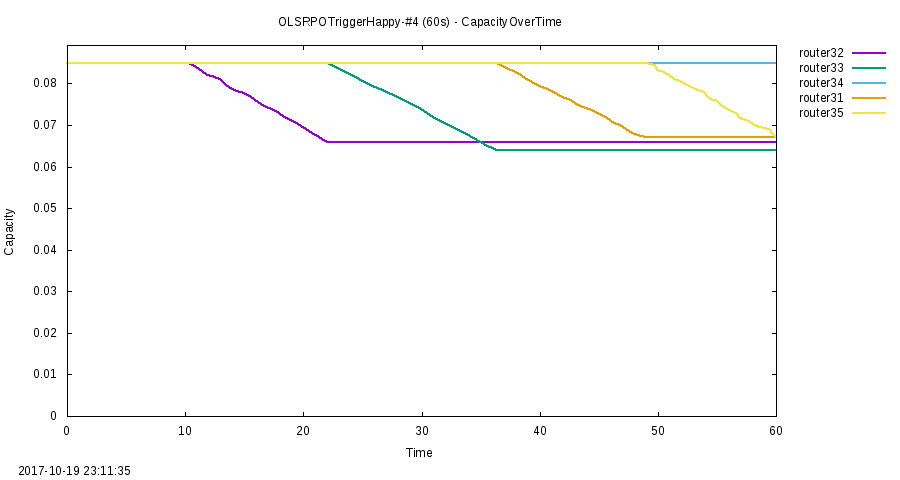 OLSRPOTriggerHappy-#4 (60s) - CapacityOverTime
router32
router33
router34
router31
router35
0.08
0.07
0.06
0.05
0.04
0.03
0.02
0.01
0
Capacity
0 10 20 30 40 50 60
Time
2017-10-19 23:11:35